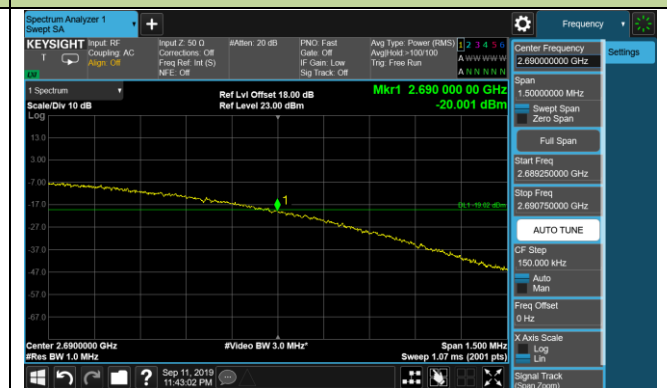 Spectrum Analyzer 1
Swept SA
+
Frequency
KEYSIGHT
Input: RF
Coupling: AC
Align: Off
Input Z: 50 Ω
Corrections: Off
Freq Ref: Int (S)
NFE: Off
#Atten: 20 dB
PNO: Fast
Gate: Off
IF Gain: Low
Sig Track: Off
Avg Type: Power (RMS)
Avg|Hold:>100/100
Trig: Free Run
1 2 3 4 5 6
A W W W W W
A N N N N N
1 Spectrum
Scale/Div 10 dB
Log
Ref Lvl Offset 18.00 dB
Ref Level 23.00 dBm
Mkr1 2.690 000 00 GHz
-20.001 dBm
13.0
3.00
-7.00
-17.0
-27.0
-37.0
-47.0
-57.0
-67.0
1
DL1 -19.02 dBm
Center 2.6900000 GHz
#Res BW 1.0 MHz
#Video BW 3.0 MHz*
Span 1.500 MHz
Sweep 1.07 ms (2001 pts)
Sep 11, 2019
11:43:02 PM
?
Center Frequency
2.690000000 GHz
Settings
Span
1.50000000 MHz
Swept Span
Zero Span
Full Span
Start Freq
2.689250000 GHz
Stop Freq
2.690750000 GHz
AUTO TUNE
CF Step
150.000 kHz
Auto
Man
Freq Offset
0 Hz
X Axis Scale
Log
Lin
Signal Track
(Span Zoom)